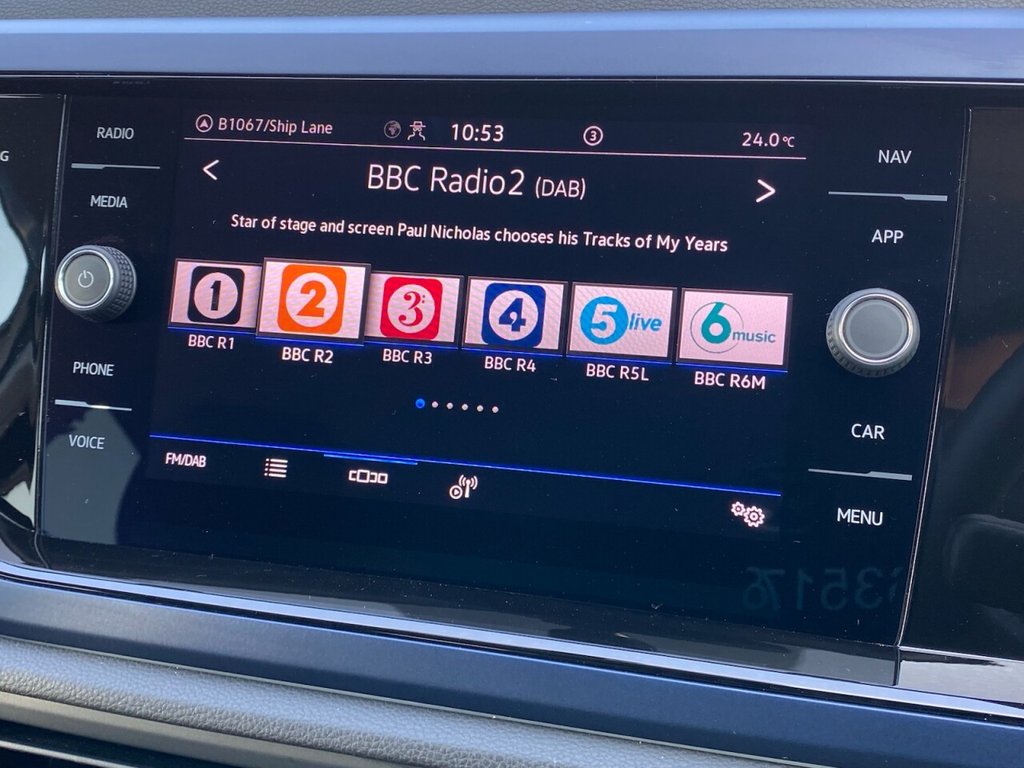 G
RADIO
MEDIA
PHONE
VOICE
B1067/Ship Lane
10:53
3
24.0°C
< BBC Radio2 (DAB) >
Star of stage and screen Paul Nicholas chooses his Tracks of My Years
1 2 3: 4 5 live 6 music
BBC R1 BBC R2 BBC R3 BBC R4 BBC R5L BBC R6M
FM/DAB
NAV
APP
CAR
MENU